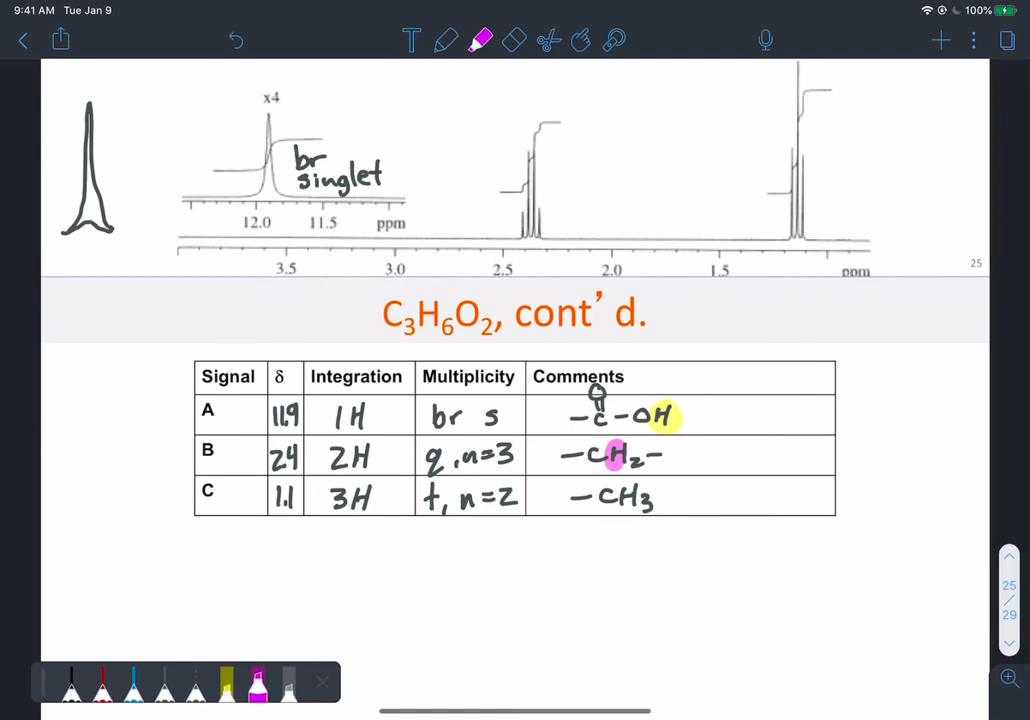 9:41 AM Tue Jan 9
100%
x4
br
singlet
12.0 11.5 ppm
3.5 3.0 2.5 2.0 1.5 ppm
25
C₃H₆O₂, cont’d.
Signal δ Integration Multiplicity Comments
O
A 11.9 1H br s -C-OH
B 24 2H q, n=3 -CH₂-
C 1.1 3H t, n=2 -CH3
25
/
29